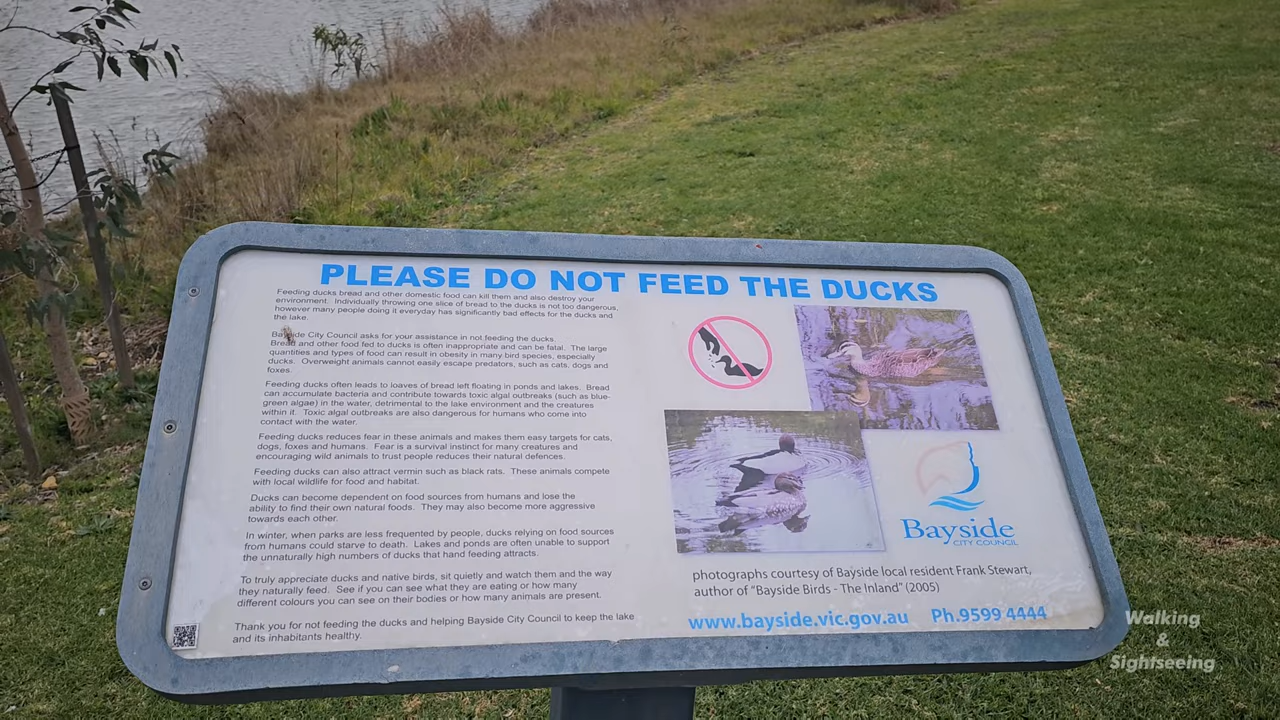 PLEASE DO NOT FEED THE DUCKS
Feeding ducks bread and other domestic food can kill them and also destroy your
environment. Individually throwing one slice of bread to the ducks is not too dangerous,
however many people doing it everyday has significantly bad effects for the ducks and
the lake.
Bayside City Council asks for your assistance in not feeding the ducks.
Bread and other food fed to ducks is often inappropriate and can be fatal. The large
quantities and types of food can result in obesity in many bird species, especially
ducks. Overweight animals cannot easily escape predators, such as cats, dogs and
foxes.
Feeding ducks often leads to loaves of bread left floating in ponds and lakes. Bread
can accumulate bacteria and contribute towards toxic algal outbreaks (such as blue-
green algae) in the water, detrimental to the lake environment and the creatures
within it. Toxic algal outbreaks are also dangerous for humans who come into
contact with the water.
Feeding ducks reduces fear in these animals and makes them easy targets for cats,
dogs, foxes and humans. Fear is a survival instinct for many creatures and
encouraging wild animals to trust people reduces their natural defences.
Feeding ducks can also attract vermin such as black rats. These animals compete
with local wildlife for food and habitat.
Ducks can become dependent on food sources from humans and lose the
ability to find their own natural foods. They may also become more aggressive
towards each other.
In winter, when parks are less frequented by people, ducks relying on food sources
from humans could starve to death. Lakes and ponds are often unable to support
the unnaturally high numbers of ducks that hand feeding attracts.
To truly appreciate ducks and native birds, sit quietly and watch them and the way
they naturally feed. See if you can see what they are eating or how many
different colours you can see on their bodies or how many animals are present.
Thank you for not feeding the ducks and helping Bayside City Council to keep the lake
and its inhabitants healthy.
Bayside
CITY COUNCIL
photographs courtesy of Bayside local resident Frank Stewart,
author of "Bayside Birds - The Inland" (2005)
www.bayside.vic.gov.au Ph.9599 4444
Walking
&
Sightseeing